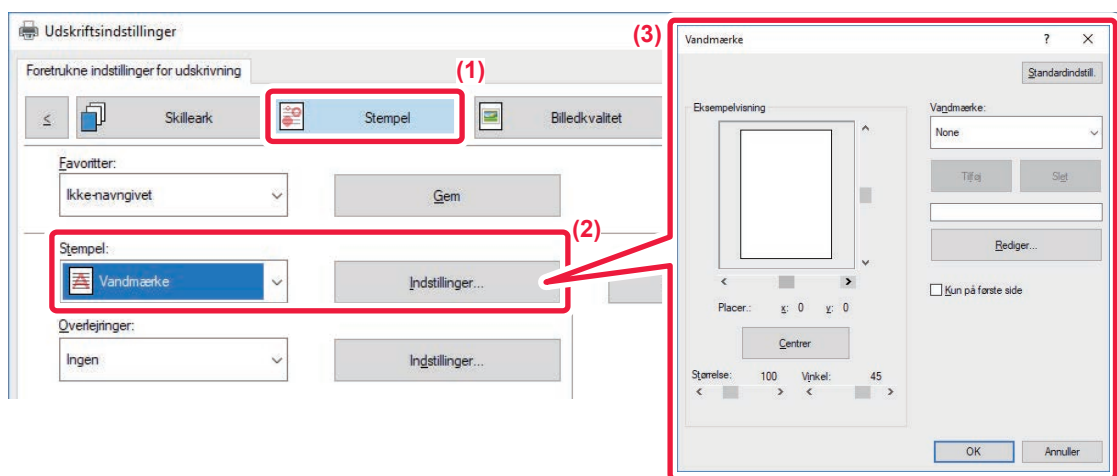 Udskriftsindstillinger
Foretrukne indstillinger for udskrivning
(1)
<
Skilleark
Stempel
Billedkvalitet
Favoritter:
Ikke-navngivet
Gem
(2)
Stempel:
Vandmærke
Indstillinger...
Overlejringer:
Ingen
Indstillinger...
(3)
Vandmærke
? X
Standardindstill.
Eksempelvisning
Vandmærke:
None
Tilføj
Slet
Rediger...
Kun på første side
Placer.: x: 0 y: 0
Centrer
Størrelse: 100 Vinkel: 45
OK
Annuller